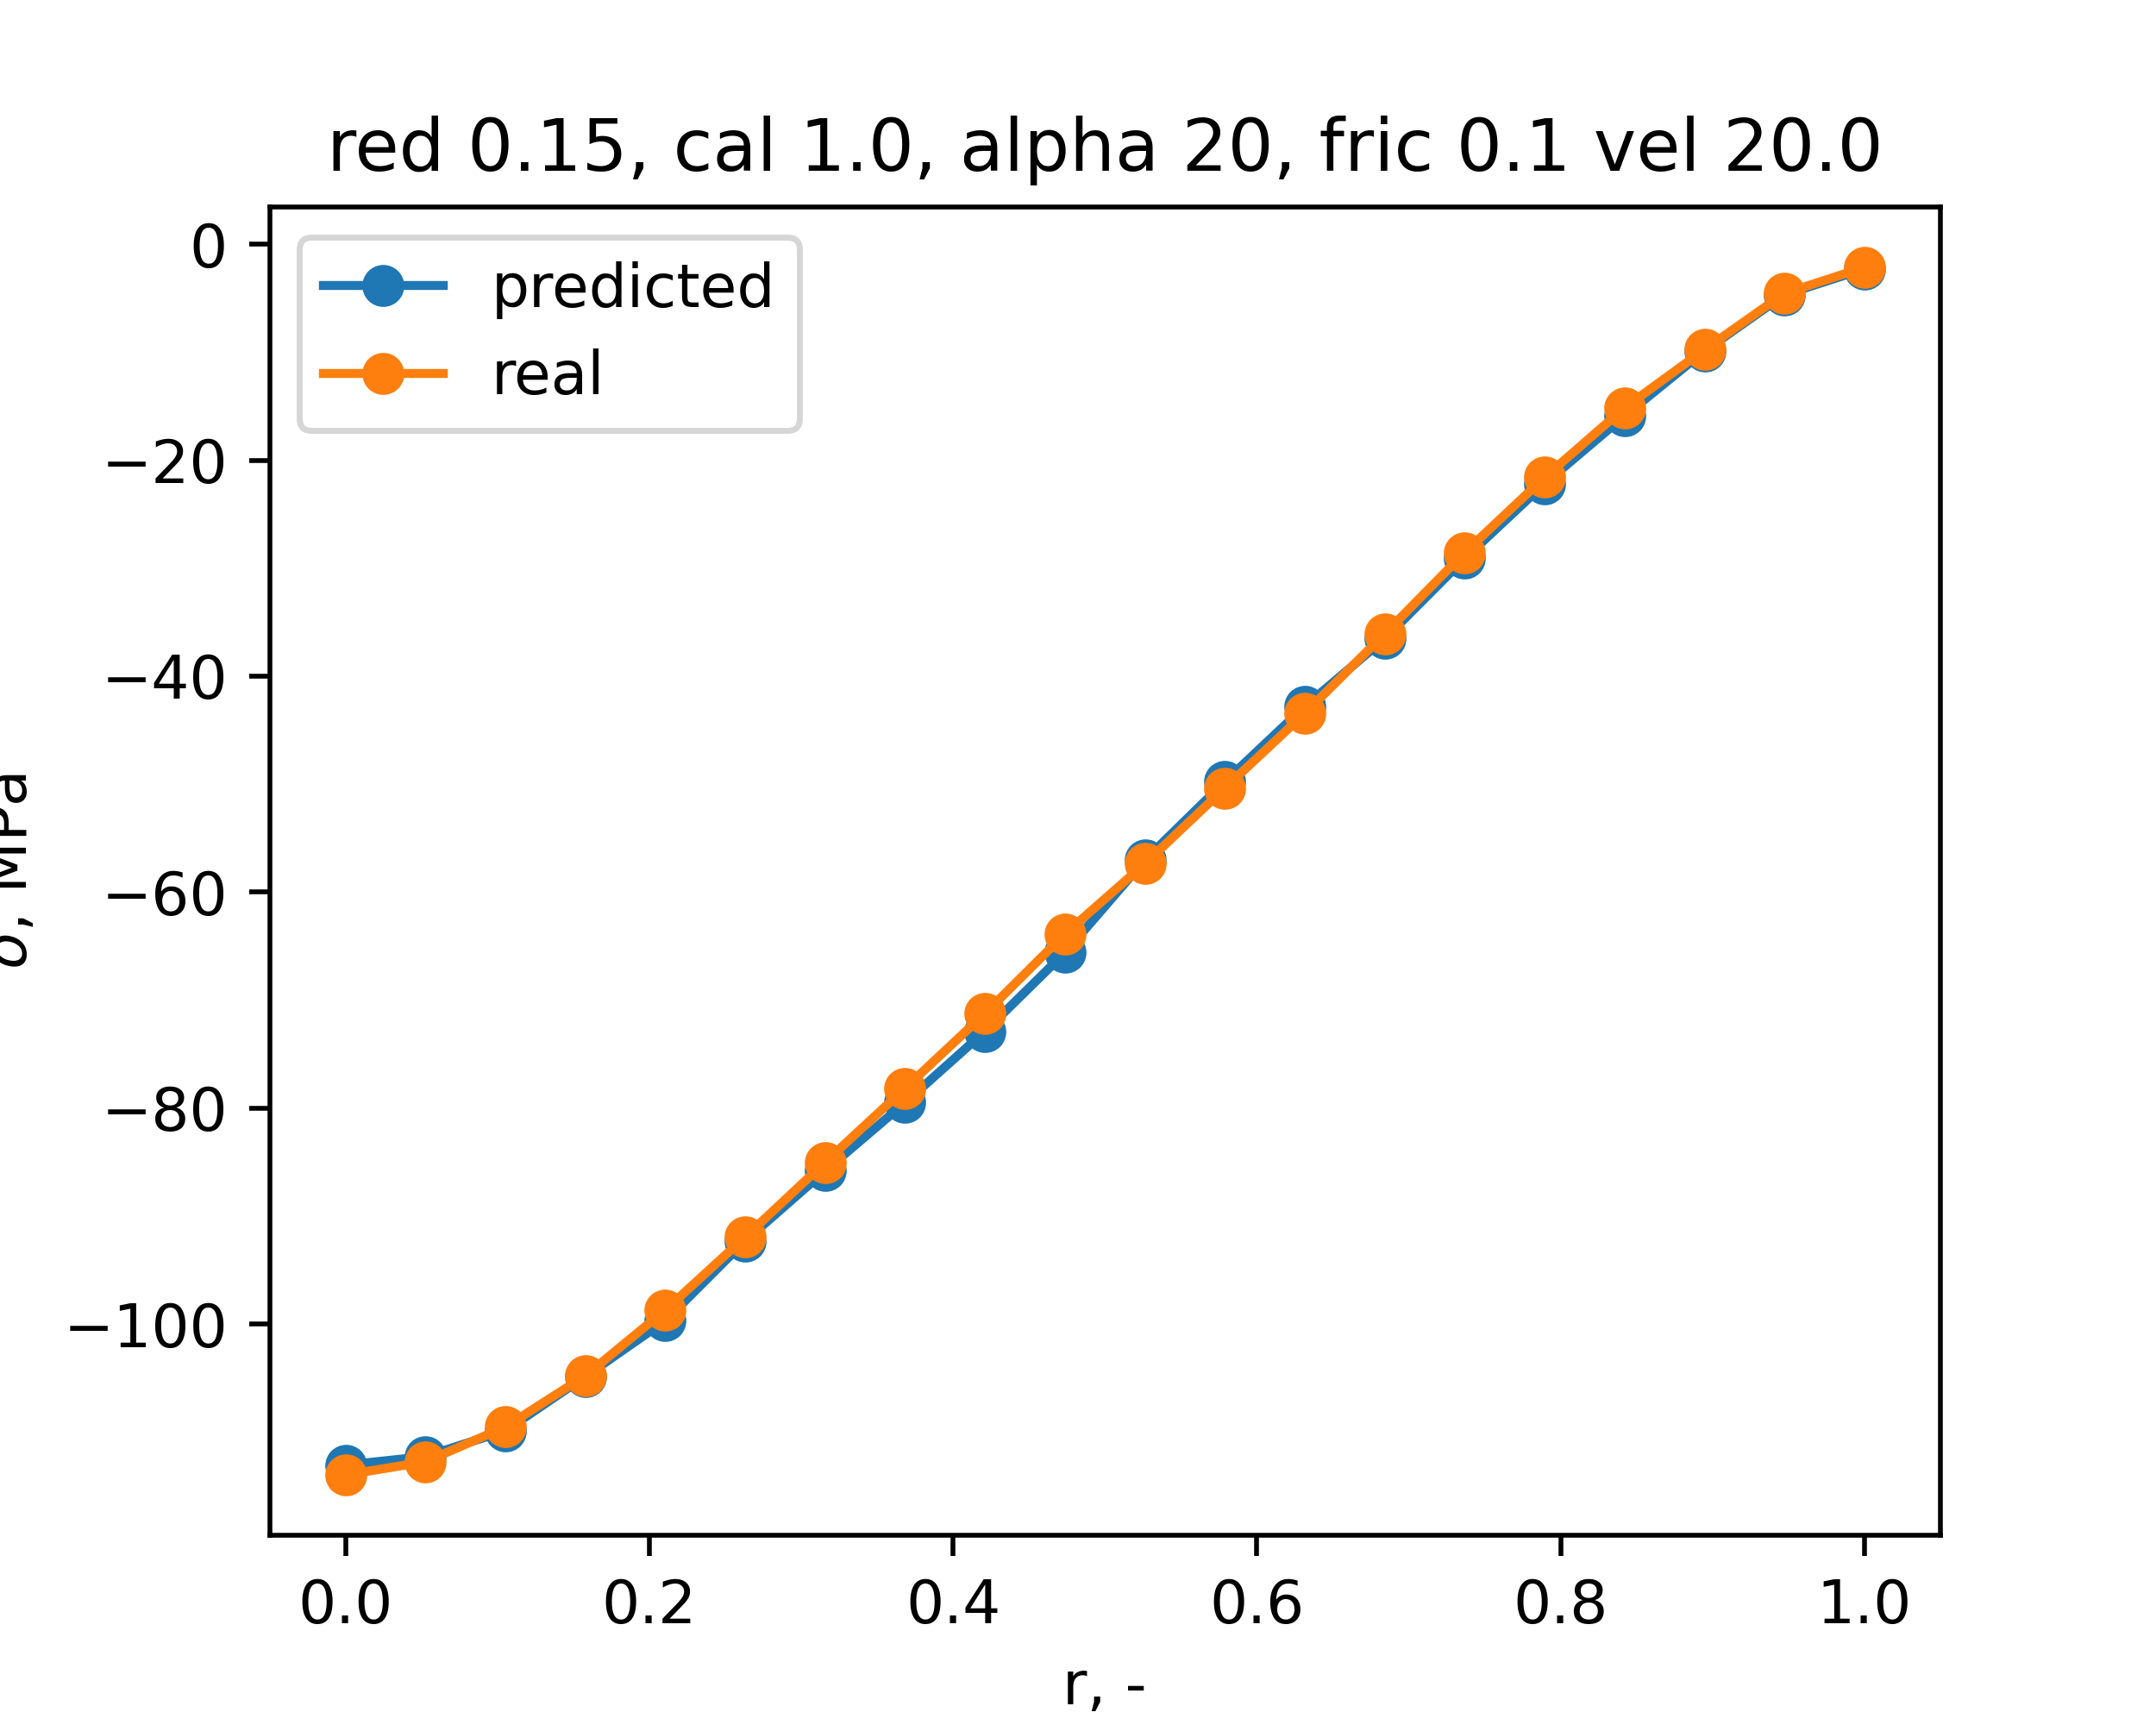 red 0.15, cal 1.0, alpha 20, fric 0.1 vel 20.0
predicted
real
0
−20
−40
−60
−80
−100
σ, MPa
0.0 0.2 0.4 0.6 0.8 1.0
r, -